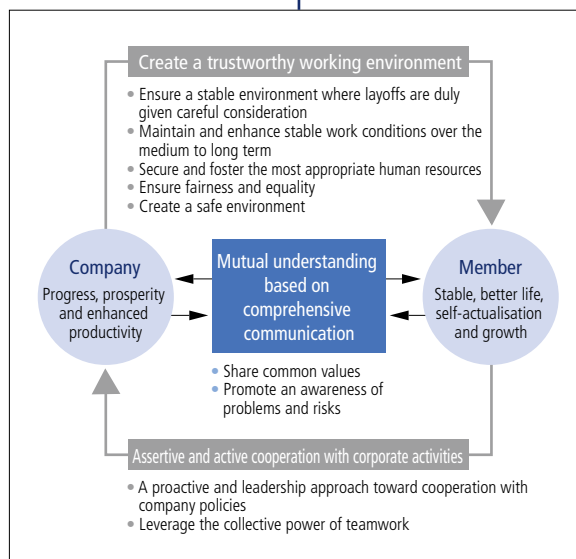 Create a trustworthy working environment
• Ensure a stable environment where layoffs are duly
given careful consideration
• Maintain and enhance stable work conditions over the
medium to long term
• Secure and foster the most appropriate human resources
• Ensure fairness and equality
• Create a safe environment
Company
Progress, prosperity
and enhanced
productivity
Mutual understanding
based on
comprehensive
communication
Member
Stable, better life,
self-actualisation
and growth
• Share common values
• Promote an awareness of
problems and risks
Assertive and active cooperation with corporate activities
• A proactive and leadership approach toward cooperation with
company policies
• Leverage the collective power of teamwork